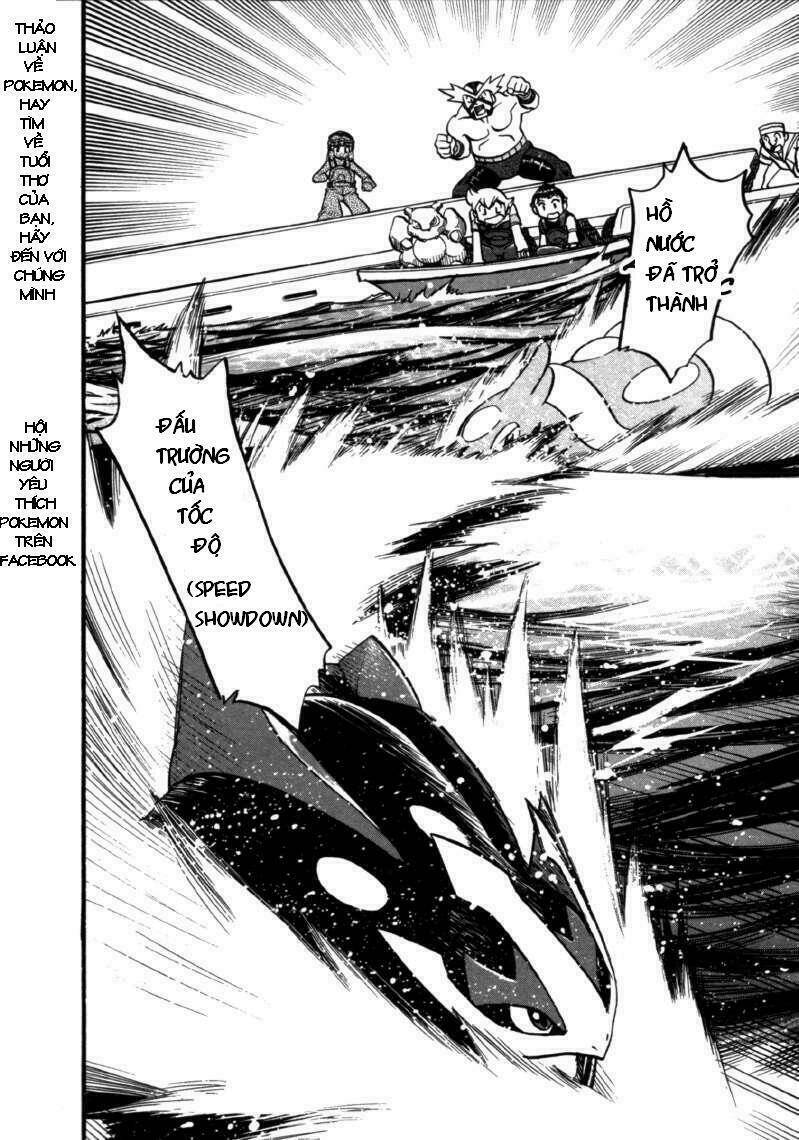 THẢO
LUẬN
VỀ
POKEMON,
HAY
TÌM
VỀ
TUỔI
THƠ
CỦA
BẠN,
HÃY
ĐẾN VỚI
CHÚNG
MÌNH
HỘI
NHỮNG
NGƯỜI
YÊU
THÍCH
POKEMON
TRÊN
FACEBOOK
HỒ
NƯỚC
ĐÃ TRỞ
THÀNH
ĐẤU
TRƯỜNG
CỦA
TỐC
ĐỘ
(SPEED
SHOWDOWN)